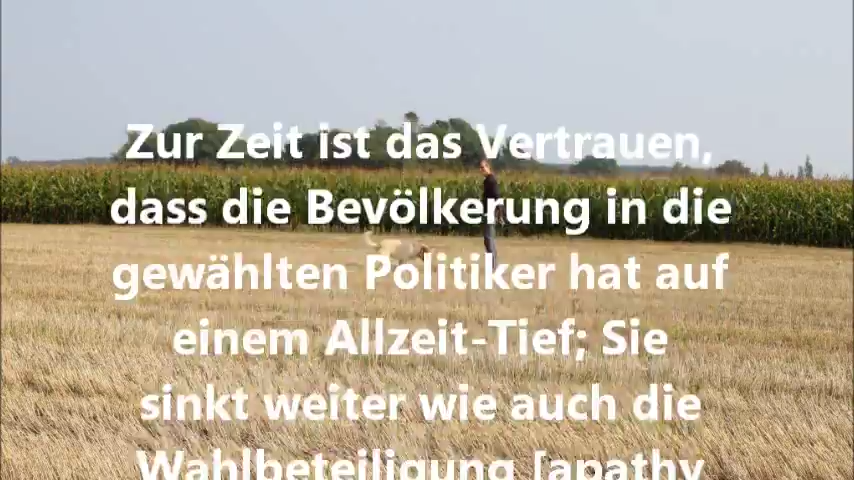 Zur Zeit ist das Vertrauen,
dass die Bevölkerung in die
gewählten Politiker hat auf
einem Allzeit-Tief; Sie
sinkt weiter wie auch die
Wahlbeteiligung [apathy